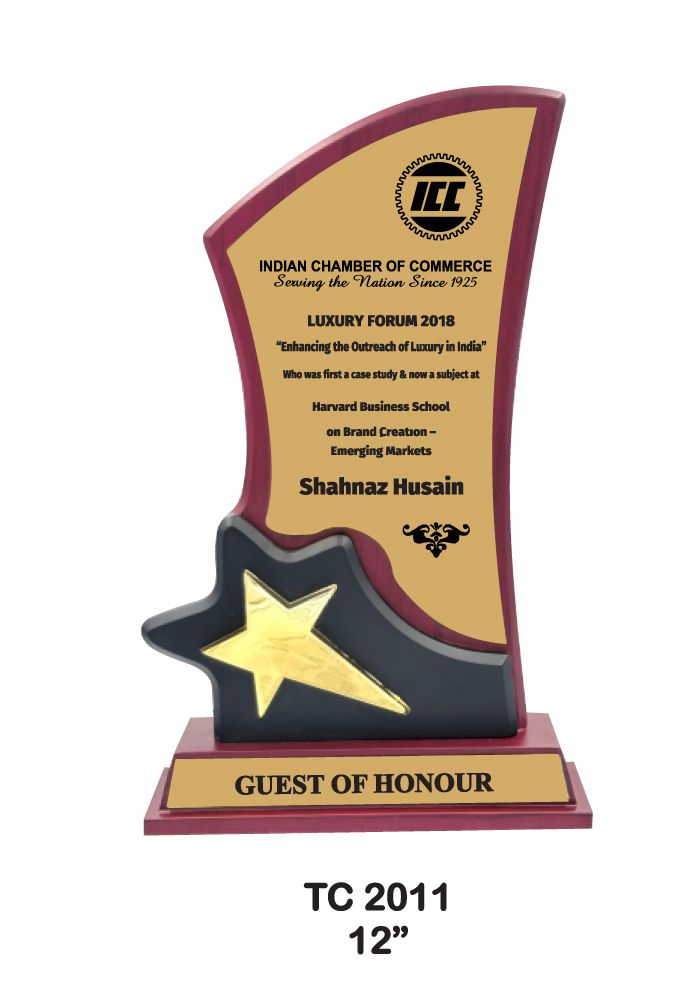 ICC
INDIAN CHAMBER OF COMMERCE
Serving the Nation Since 1925
LUXURY FORUM 2018
“Enhancing the Outreach of Luxury in India”
Who was first a case study & now a subject at
Harvard Business School
on Brand Creation –
Emerging Markets
Shahnaz Husain
GUEST OF HONOUR
TC 2011
12”